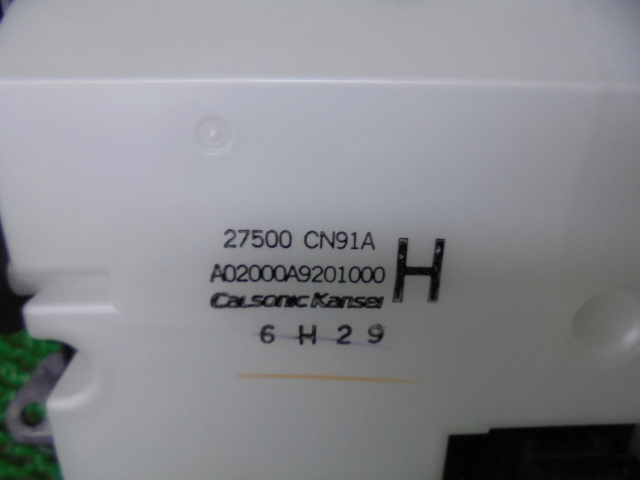 27500 CN91A
A02000A9201000
H
CALSONIC KANSEI
6 H 2 9